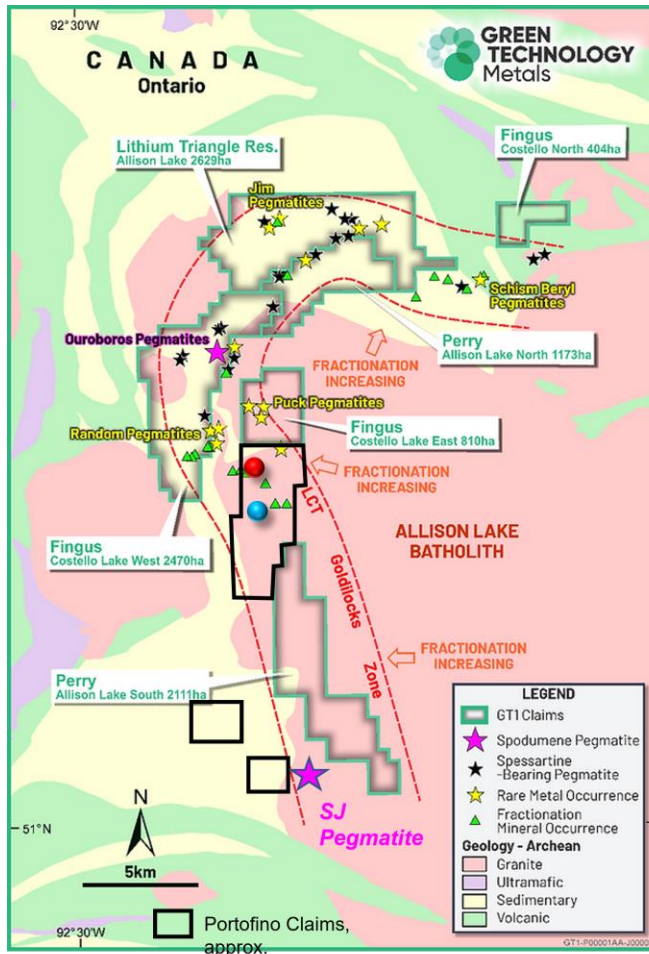 92°30'W
CANADA
Ontario
GREEN
TECHNOLOGY
Metals
Lithium Triangle Res.
Allison Lake 2629ha
Fingus
Costello North 404ha
Jim
Pegmatites
Schism Beryl
Pegmatites
Ouroboros Pegmatites
Perry
Allison Lake North 1173ha
FRACTIONATION
INCREASING
Puck Pegmatites
Random Pegmatites
Fingus
Costello Lake East 810ha
FRACTIONATION
INCREASING
LCT
Goldilocks
Zone
ALLISON LAKE
BATHOLITH
Fingus
Costello Lake West 2470ha
FRACTIONATION
INCREASING
Perry
Allison Lake South 2111ha
SJ
Pegmatite
N
5km
51°N
51°N
LEGEND
GT1 Claims
Spodumene Pegmatite
Spessartine
-Bearing Pegmatite
Rare Metal Occurrence
Fractionation
Mineral Occurrence
Geology - Archean
Granite
Ultramafic
Sedimentary
Volcanic
Portofino Claims,
approx.
92°30'W
GT1-P00001AA-J0000